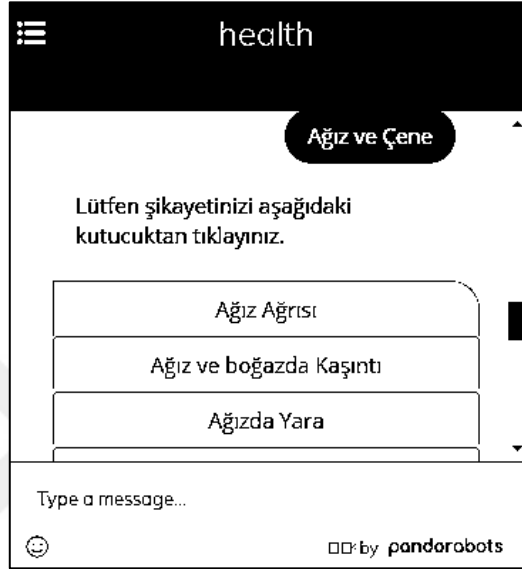 health
Ağız ve Çene
Lütfen şikayetinizi aşağıdaki
kutucuktan tıklayınız.
Ağız Ağrısı
Ağız ve boğazda Kaşıntı
Ağızda Yara
Type a message...
by pandorabots